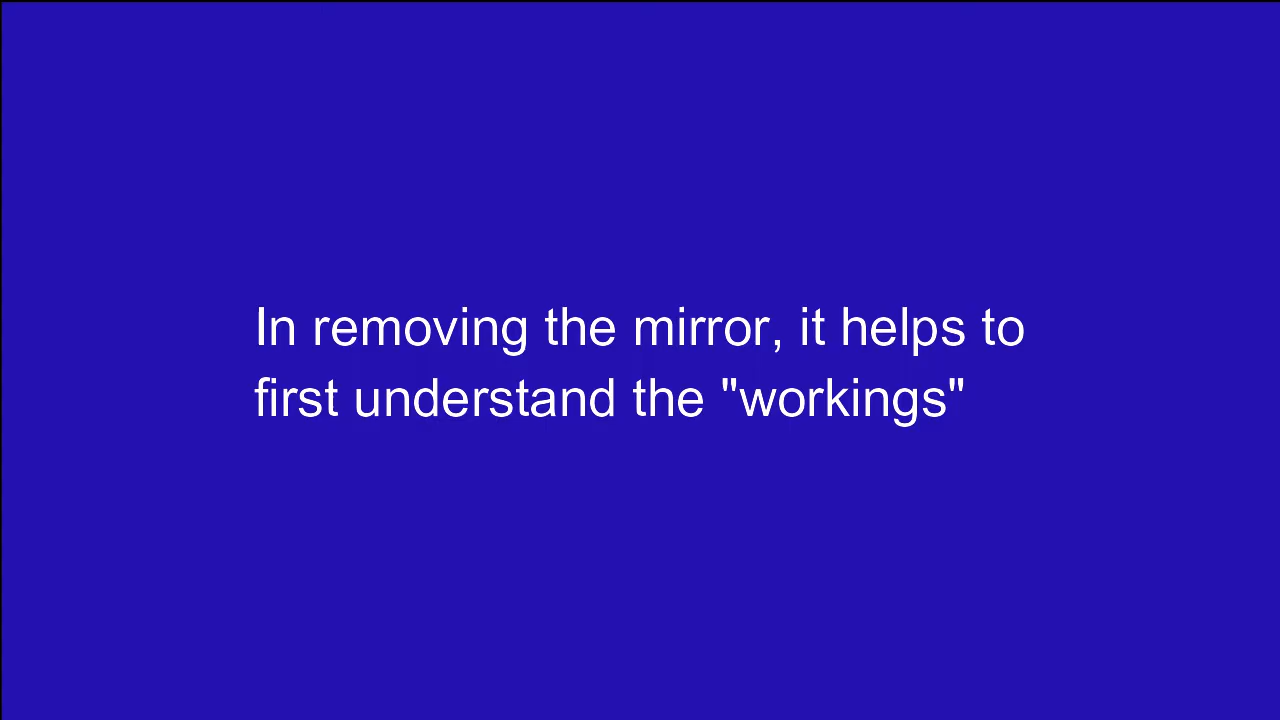 In removing the mirror, it helps to
first understand the "workings"